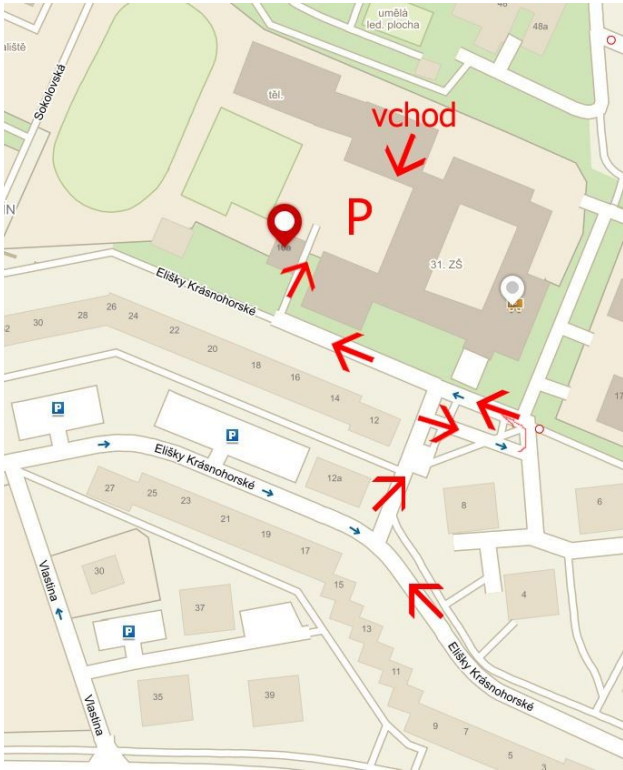 umělá
led. plocha
48
48a
aliště
Sokolovská
těl.
vchod
IN
P
16a
31. ZŠ
Elišky Krásnohorské
26
24
28
30
22
20
18
16
14
12
17
P
P
Elišky Krásnohorské
12a
27
25
23
21
19
17
8
6
15
30
37
13
4
Vlastina
P
11
Elišky Krásnohorské
35
39
9
7
5
3
Vlastina